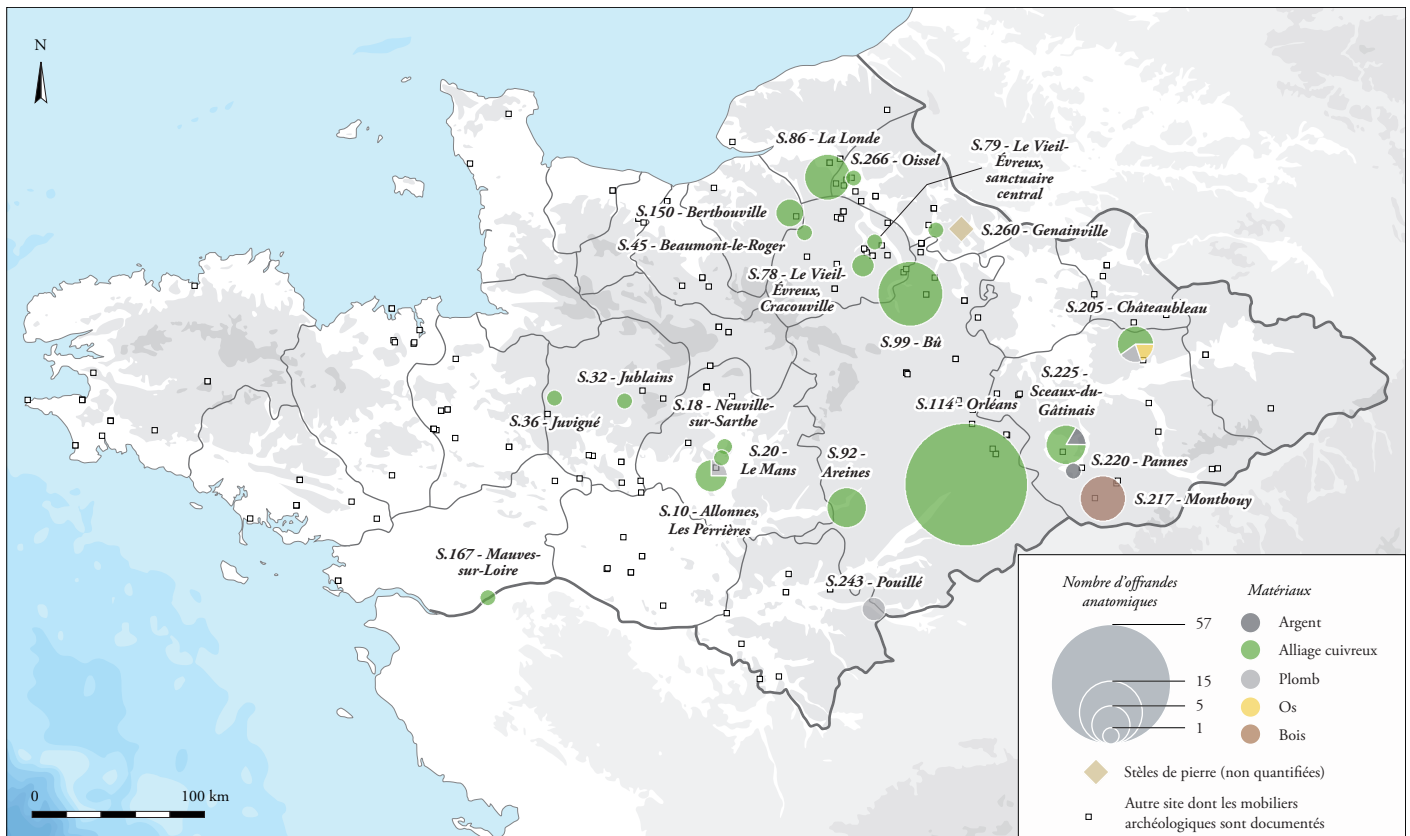 N
S.86 - La Londe
S.266 - Oissel
S.79 - Le Vieil-
Évreux,
sanctuaire
central
S.150 - Berthouville
S.45 - Beaumont-le-Roger
S.260 - Genainville
S.78 - Le Vieil-
Évreux,
Cracouville
S.99 - Bû
S.205 - Châteaubleau
S.225 -
Sceaux-du-
Gâtinais
S.32 - Jublains
S.36 - Juvigné
S.18 - Neuville-
sur-Sarthe
S.114 - Orléans
S.20 -
Le Mans
S.92 -
Areines
S.220 - Pannes
S.217 - Montbouy
S.10 - Allonnes,
Les Perrières
S.167 - Mauves-
sur-Loire
S.243 - Pouillé
0
100 km
Nombre d'offrandes
anatomiques
57
15
5
1
Matériaux
Argent
Alliage cuivreux
Plomb
Os
Bois
Stèles de pierre (non quantifiées)
Autre site dont les mobiliers
archéologiques sont documentés